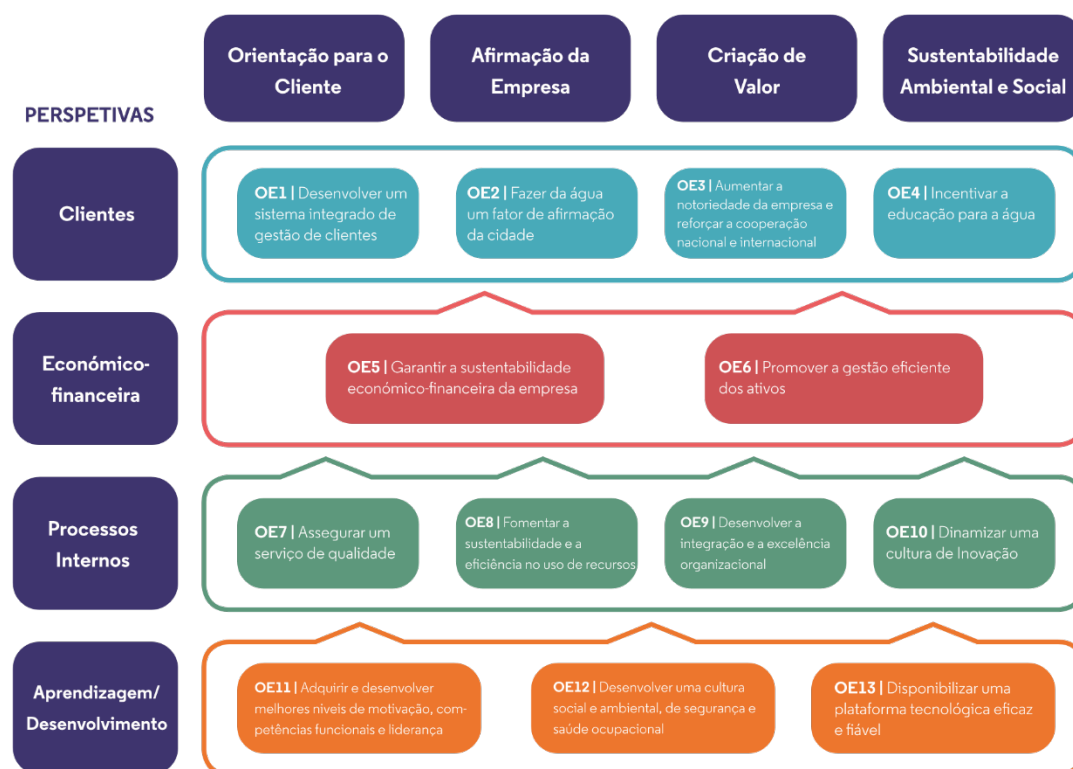 Orientação para o
Cliente
Afirmação da
Empresa
Criação de
Valor
Sustentabilidade
Ambiental e Social
PERSPETIVAS
Clientes
OE1 | Desenvolver um
sistema integrado de
gestão de clientes
OE2 | Fazer da água
um fator de afirmação
da cidade
OE3 | Aumentar a
notoriedade da empresa e
reforçar a cooperação
nacional e internacional
OE4 | Incentivar a
educação para a água
Económico-
financeira
OE5 | Garantir a sustentabilidade
económico-financeira da empresa
OE6 | Promover a gestão eficiente
dos ativos
Processos
Internos
OE7 | Assegurar um
serviço de qualidade
OE8 | Fomentar a
sustentabilidade e a
eficiência no uso de recursos
OE9 | Desenvolver a
integração e a excelência
organizacional
OE10 | Dinamizar uma
cultura de Inovação
Aprendizagem/
Desenvolvimento
OE11 | Adquirir e desenvolver
melhores níveis de motivação, com-
petências funcionais e liderança
OE12 | Desenvolver uma cultura
social e ambiental, de segurança e
saúde ocupacional
OE13 | Disponibilizar uma
plataforma tecnológica eficaz
e fiável